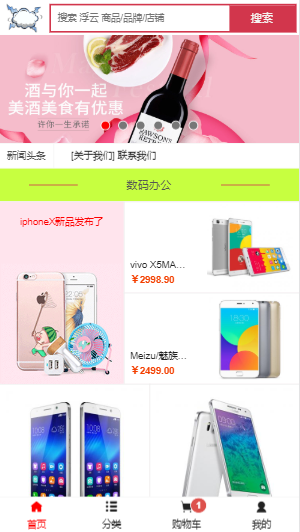 搜索 浮云 商品/品牌/店铺
搜索
酒与你一起
美酒美食有优惠
许你一生承诺
RAWSON'S
RETREAT
新闻头条
[关于我们] 联系我们
数码办公
iphoneX新品发布了
vivo X5MA...
￥2998.90
Meizu/魅族...
￥2499.00
1
首页
分类
购物车
我的